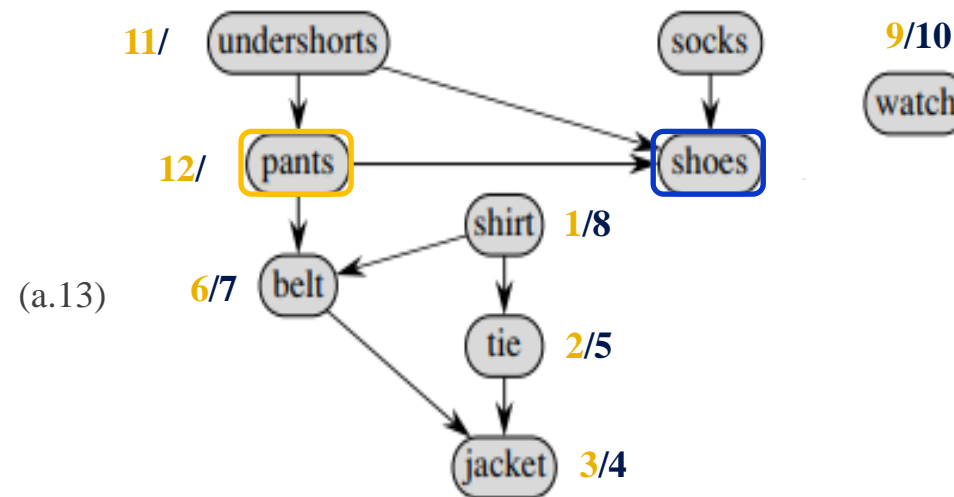 11/ undershorts socks 9/10
watch
12/ pants shoes
shirt 1/8
(a.13) 6/7 belt
tie 2/5
jacket 3/4